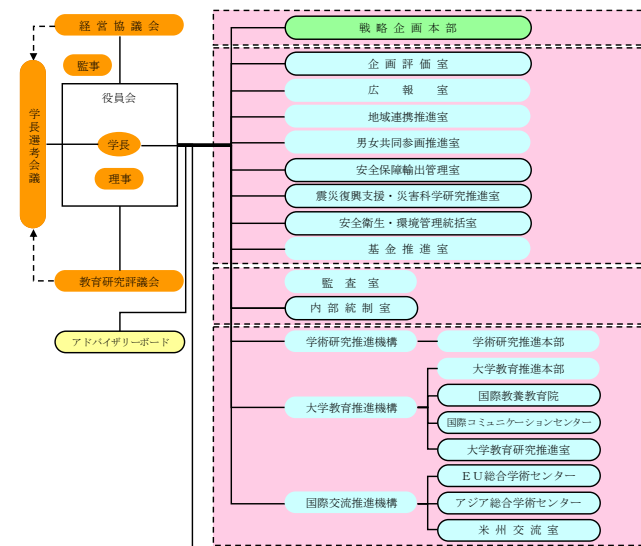 経営協議会
監事
役員会
学長選考会議
学長
理事
教育研究評議会
アドバイザリーボード
戦略企画本部
企画評価室
広報室
地域連携推進室
男女共同参画推進室
安全保障輸出管理室
震災復興支援・災害科学研究推進室
安全衛生・環境管理統括室
基金推進室
監査室
内部統制室
学術研究推進機構
学術研究推進本部
大学教育推進機構
大学教育推進本部
国際教養教育院
国際コミュニケーションセンター
大学教育研究推進室
国際交流推進機構
EU総合学術センター
アジア総合学術センター
米州交流室